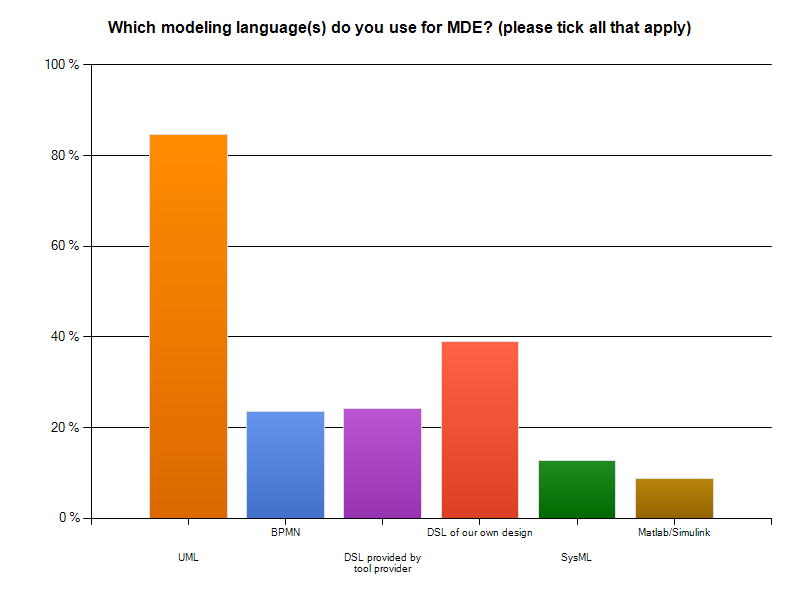 Which modeling language(s) do you use for MDE? (please tick all that apply)
100 %
80 %
60 %
40 %
20 %
0 %
BPMN
DSL of our own design
Matlab/Simulink
UML
DSL provided by
tool provider
SysML